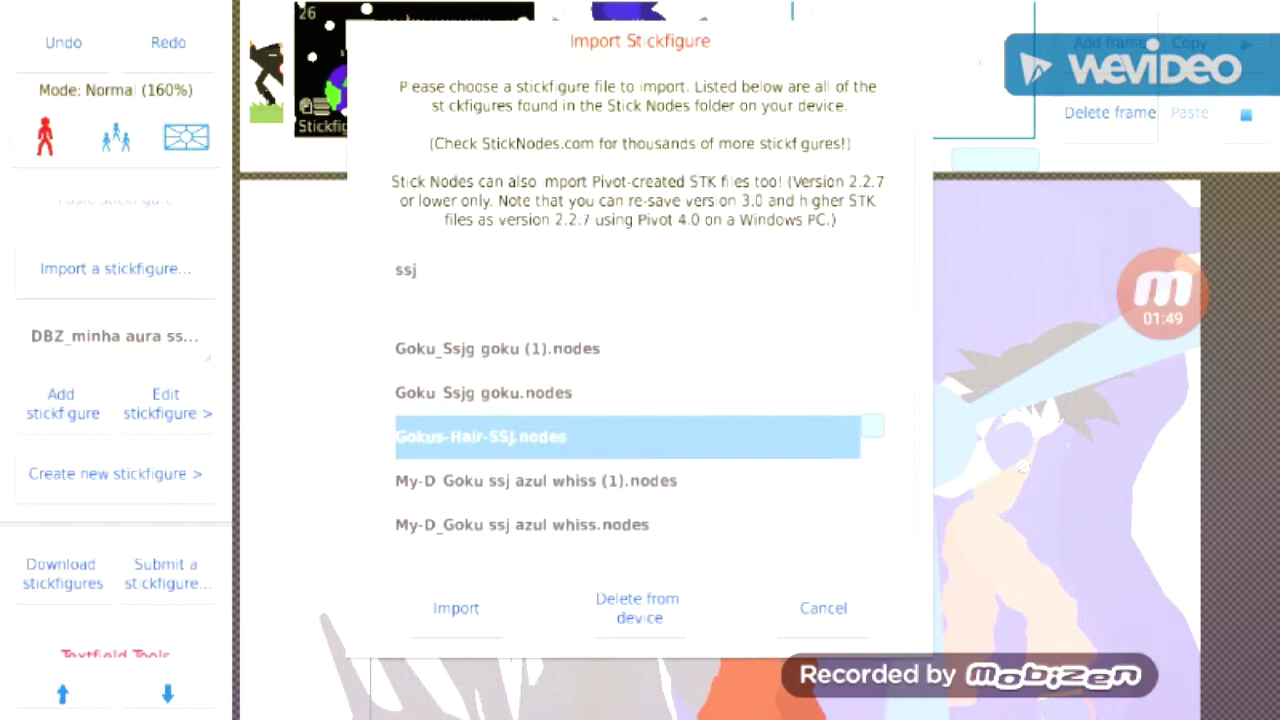 Undo
Redo
Mode: Normal (160%)
Import a stickfigure...
DBZ_minha aura ss...
Add
stickfigure
Edit
stickfigure >
Create new stickfigure >
Download
stickfigures
Submit a
stickfigure...
Textfield Tools
26
Stickfig
Import Stickfigure
Please choose a stickfigure file to import. Listed below are all of the
stickfigures found in the Stick Nodes folder on your device.
(Check StickNodes.com for thousands of more stickfigures!)
Stick Nodes can also import Pivot-created STK files too! (Version 2.2.7
or lower only. Note that you can re-save version 3.0 and higher STK
files as version 2.2.7 using Pivot 4.0 on a Windows PC.)
ssj
Goku_Ssjg goku (1).nodes
Goku_Ssjg goku.nodes
Gokus-Hair-SSj.nodes
My-D_Goku ssj azul whiss (1).nodes
My-D_Goku ssj azul whiss.nodes
Import
Delete from
device
Cancel
Add frame
Copy
WEVIDEO
Delete frame
Paste
01:49
Recorded by mobizen